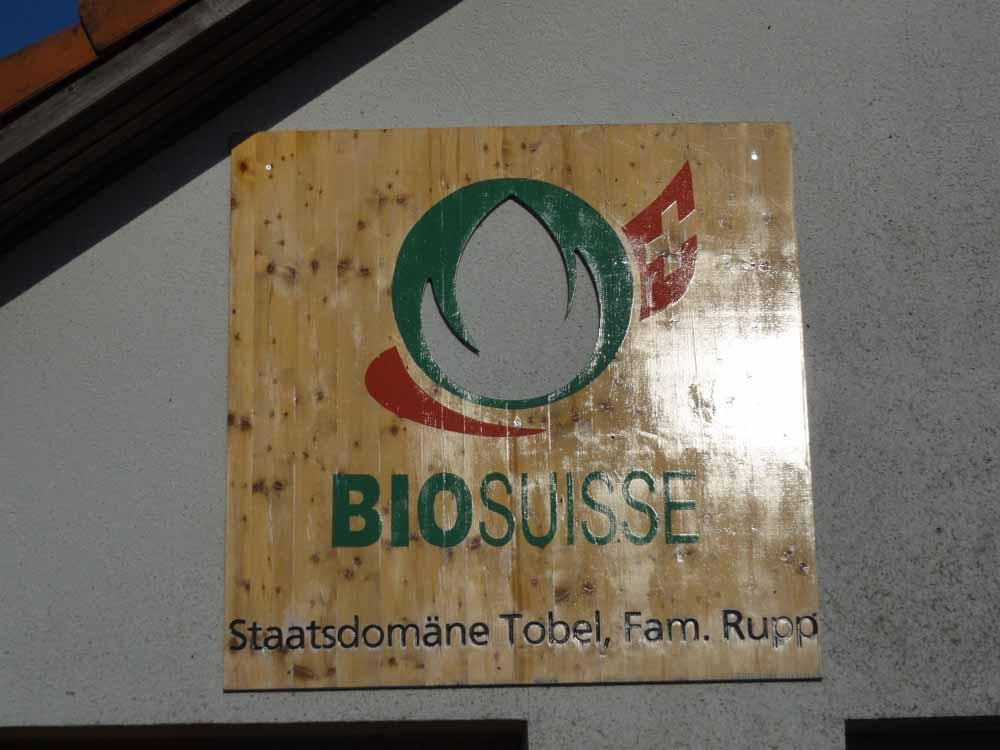 BIOSUISSE
Staatsdomäne Tobel, Fam. Rupp